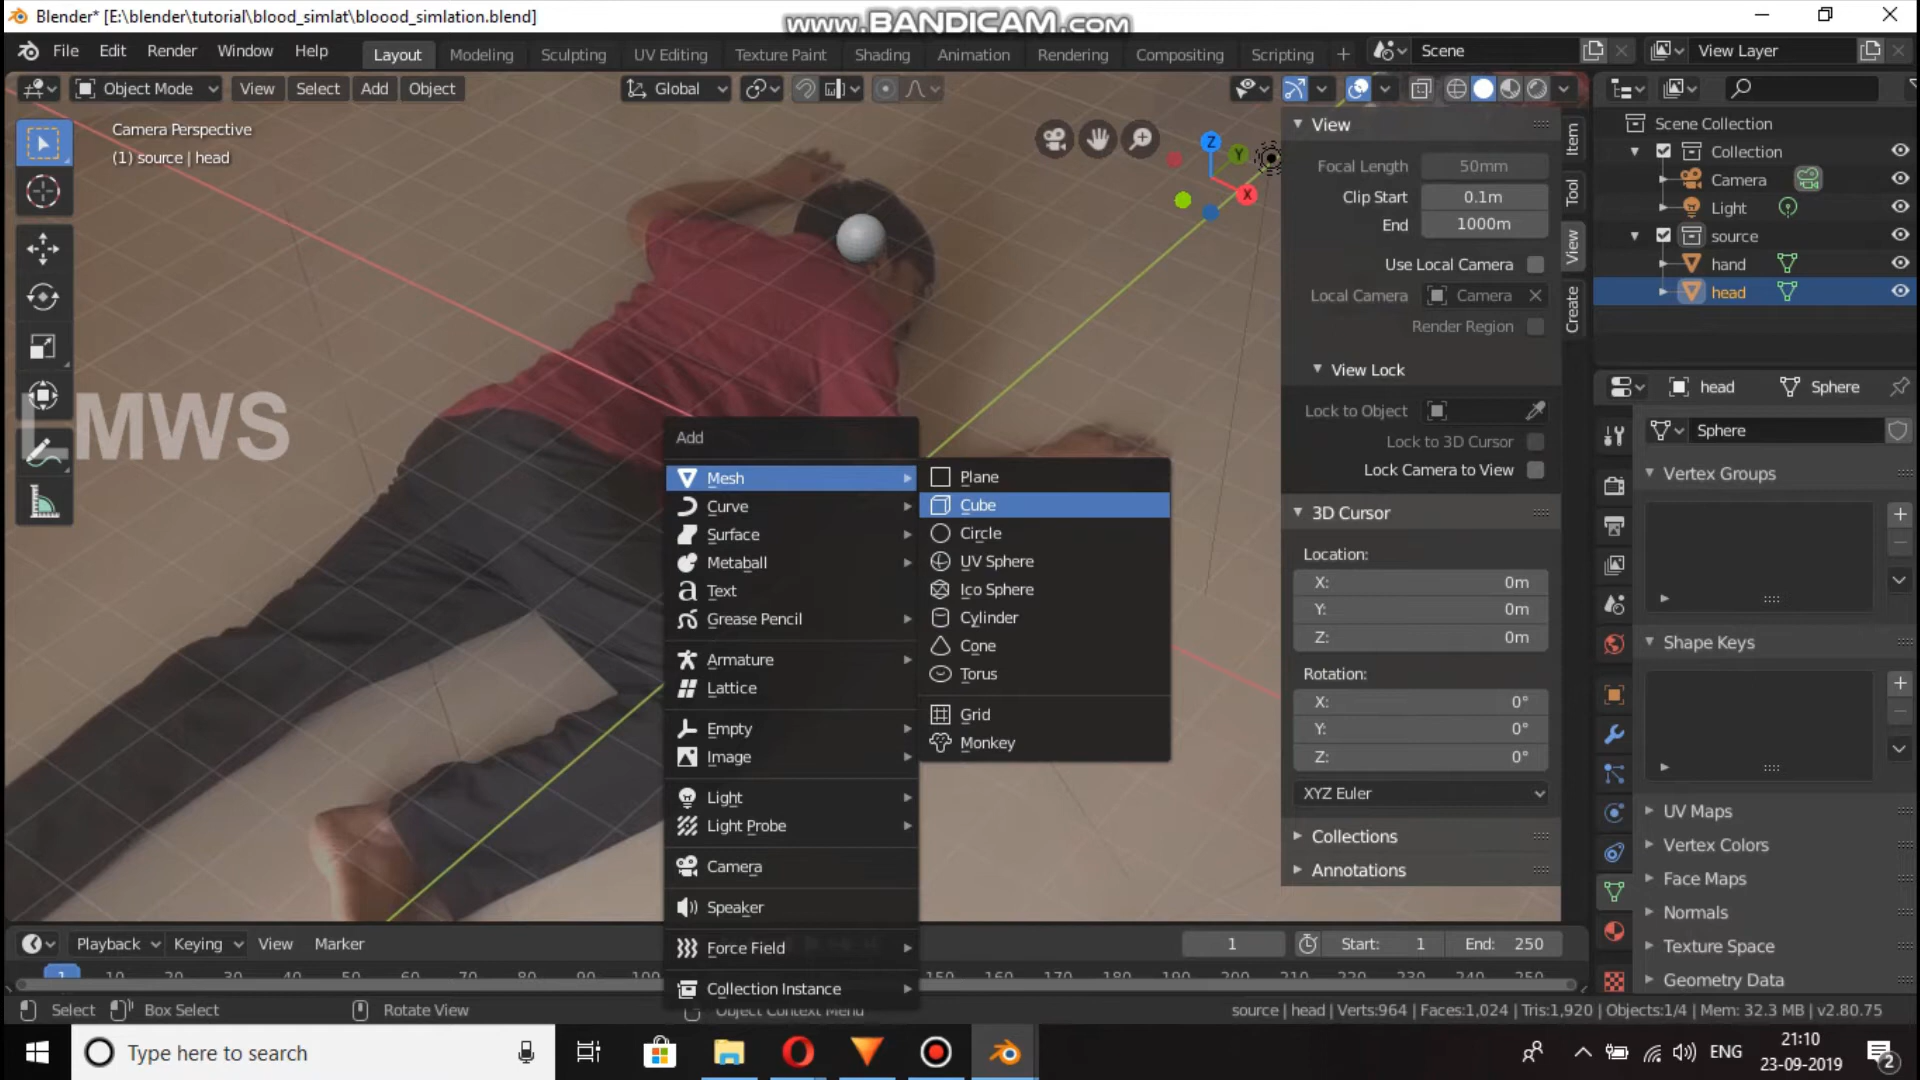 Blender* [E:\blender\tutorial\blood_simlat\bloood_simlation.blend]
www.BANDICAM.com
File Edit Render Window Help
Layout Modeling Sculpting UV Editing Texture Paint Shading Animation Rendering Compositing Scripting +
Scene
View Layer
Object Mode View Select Add Object
Global
Camera Perspective
(1) source | head
Z
Y
X
LMWS
View
Focal Length 50mm
Clip Start 0.1m
End 1000m
Use Local Camera
Local Camera Camera
Render Region
View Lock
Lock to Object
Lock to 3D Cursor
Lock Camera to View
3D Cursor
Location:
X: 0m
Y: 0m
Z: 0m
Rotation:
X: 0°
Y: 0°
Z: 0°
XYZ Euler
Collections
Annotations
Item
Tool
View
Create
Scene Collection
Collection
Camera
Light
source
hand
head
head Sphere
Sphere
Vertex Groups
Shape Keys
UV Maps
Vertex Colors
Face Maps
Normals
Texture Space
Geometry Data
Add
Mesh
Curve
Surface
Metaball
Text
Grease Pencil
Armature
Lattice
Empty
Image
Light
Light Probe
Camera
Speaker
Force Field
Collection Instance
Plane
Cube
Circle
UV Sphere
Ico Sphere
Cylinder
Cone
Torus
Grid
Monkey
Playback Keying View Marker
1 Start: 1 End: 250
1 10 20 30 40 50 60 70 80 90 100 150 160 170 180 190 200 210 220 230 240 250
Select Box Select Rotate View Object Context Menu
source | head | Verts:964 | Faces:1,024 | Tris:1,920 | Objects:1/4 | Mem: 32.3 MB | v2.80.75
Type here to search
ENG
21:10
23-09-2019
2